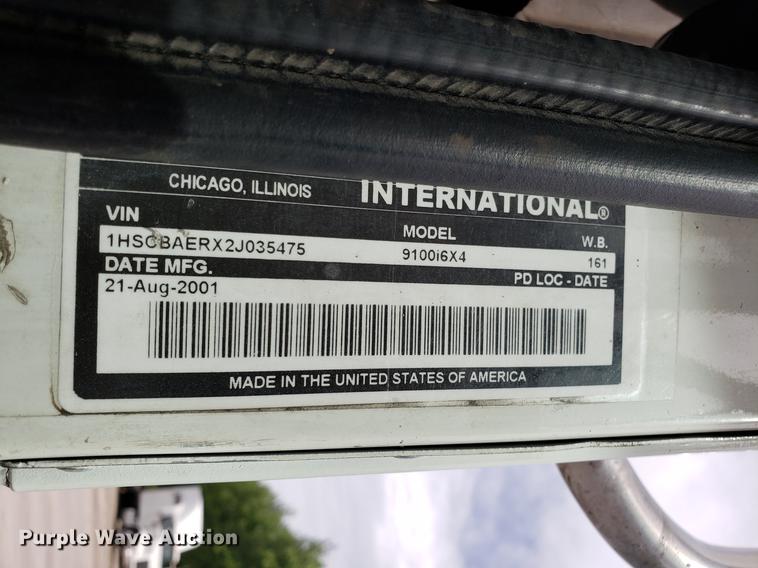 CHICAGO, ILLINOIS INTERNATIONAL®
VIN MODEL W.B.
1HSCBAERX2J035475 9100i6X4 161
DATE MFG. PD LOC - DATE
21-Aug-2001
MADE IN THE UNITED STATES OF AMERICA
Purple Wave Auction